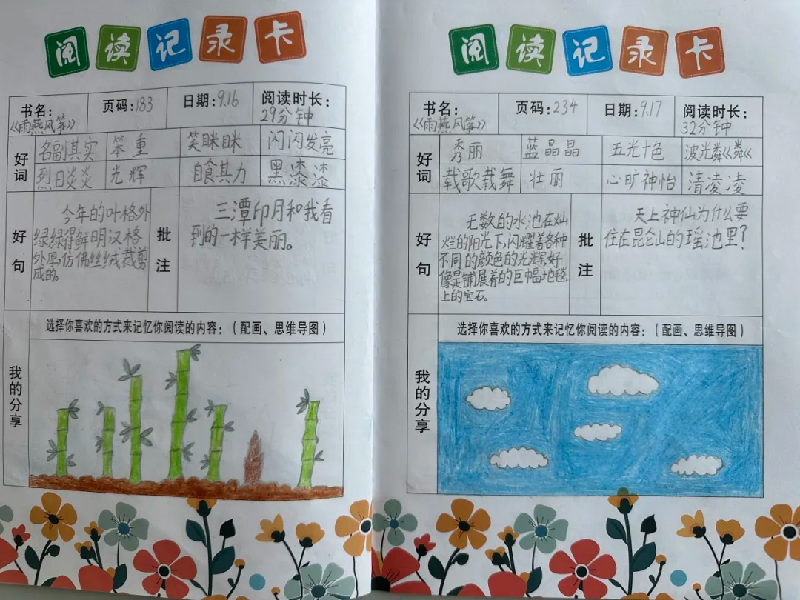 阅读记录卡
书名：《雨燕风筝》 页码：183 日期：9.16 阅读时长：29分钟
好词
名副其实 笨重 笑眯眯 闪闪发亮
烈日炎炎 光辉 自食其力 黑漆漆
好句
今年的叶格外
绿绿得鲜明
外厚，仿佛丝绒裁剪
成的。
批注
三潭印月和我看
到的一样美丽。
选择你喜欢的方式来记忆你阅读的内容：（配画、思维导图）
我的分享
阅读记录卡
书名：《雨燕风筝》 页码：234 日期：9.17 阅读时长：32分钟
好词
秀丽 蓝晶晶 五光十色 波光粼粼
载歌载舞 壮丽 心旷神怡 清凌凌
好句
无数的水池在灿
烂的阳光下，闪耀着各种
不同的颜色的光辉，好
像是铺展着的巨幅地毯
上的宝石。
批注
天上神仙为什么要
住在昆仑山的瑶池里？
选择你喜欢的方式来记忆你阅读的内容：（配画、思维导图）
我的分享